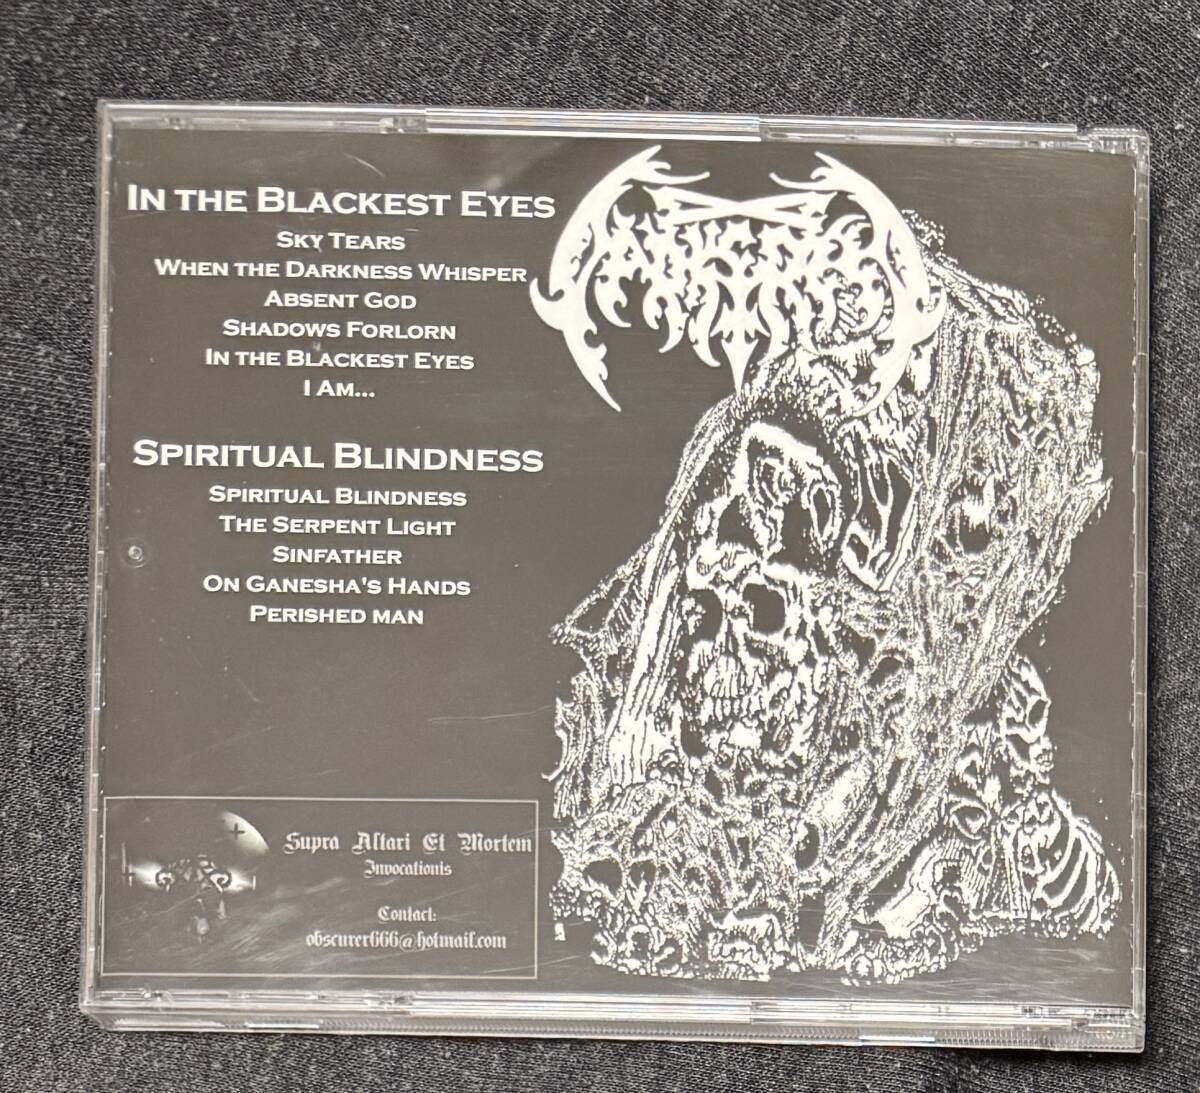 IN THE BLACKEST EYES
SKY TEARS
WHEN THE DARKNESS WHISPER
ABSENT GOD
SHADOWS FORLORN
IN THE BLACKEST EYES
I AM...
SPIRITUAL BLINDNESS
SPIRITUAL BLINDNESS
THE SERPENT LIGHT
SINFATHER
ON GANESHA'S HANDS
PERISHED MAN
Supra Altari Et Mortem
Invocationis
Contact:
obscurer666@hotmail.com